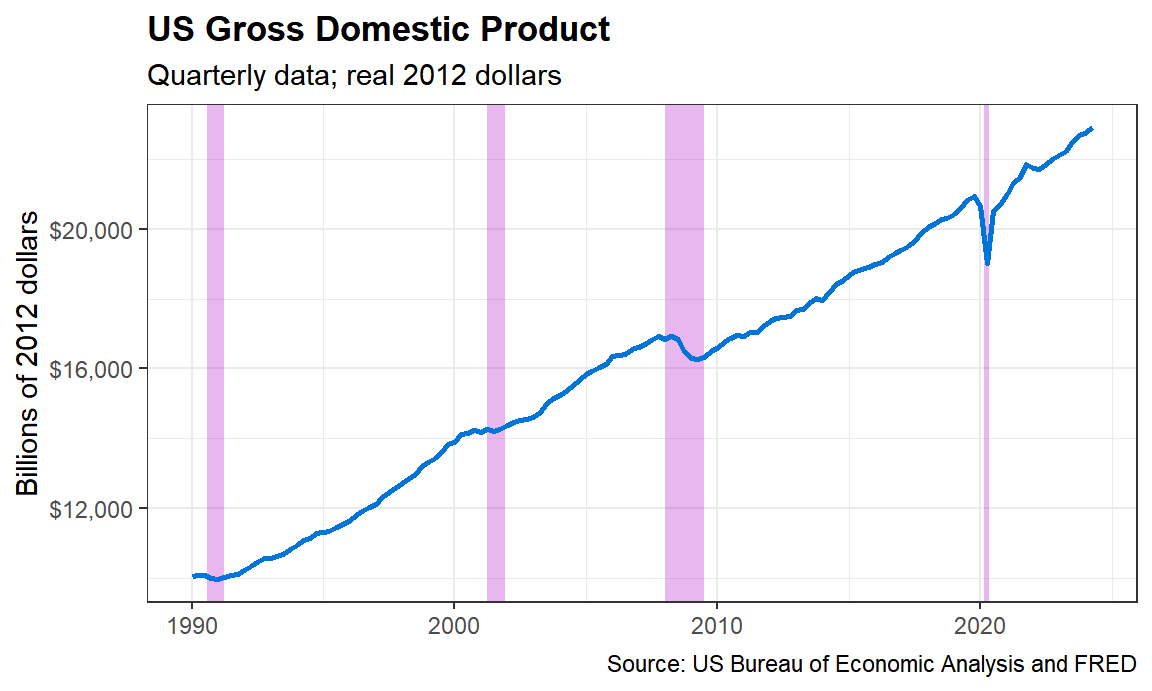 US Gross Domestic Product
Quarterly data; real 2012 dollars
Billions of 2012 dollars
$20,000
$16,000
$12,000
1990 2000 2010 2020
Source: US Bureau of Economic Analysis and FRED